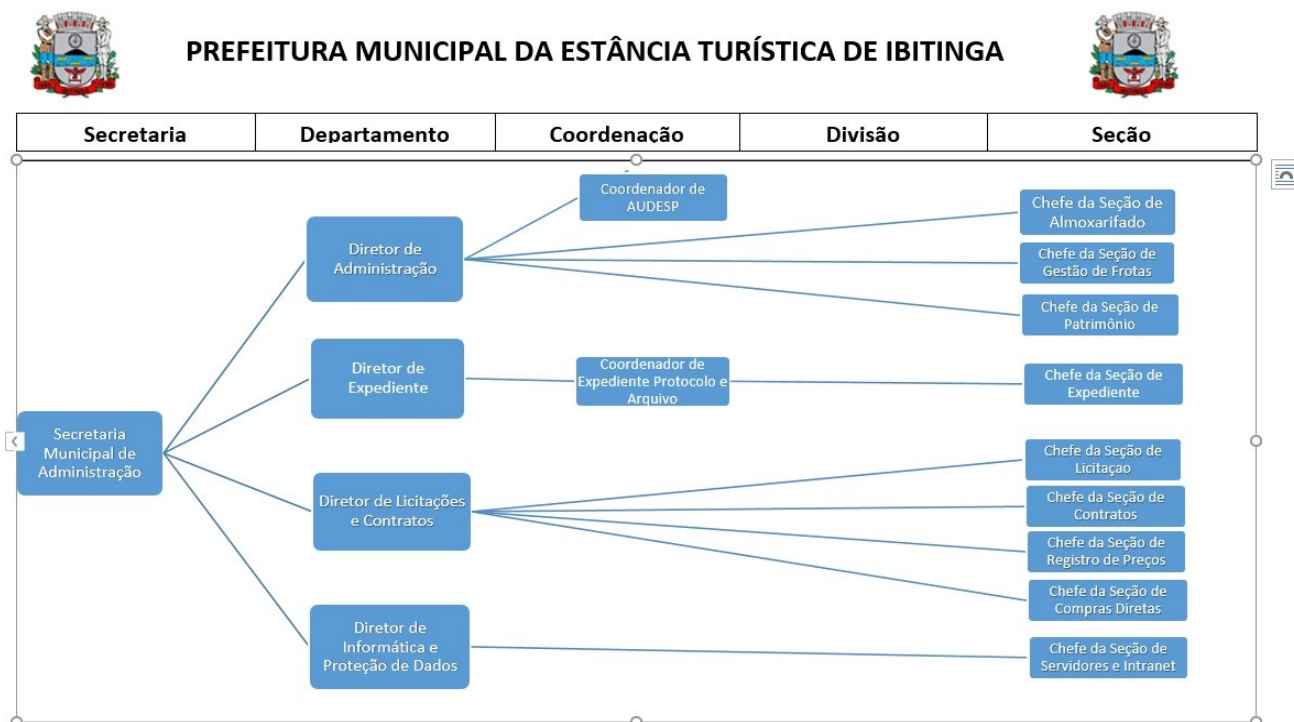 PREFEITURA MUNICIPAL DA ESTÂNCIA TURÍSTICA DE IBITINGA
IBITINGA
IBITINGA
Secretaria
Departamento
Coordenação
Divisão
Seção
Coordenador de
AUDESP
Chefe da Seção de
Almoxarifado
Diretor de
Administração
Chefe da Seção de
Gestão de Frotas
Chefe da Seção de
Patrimônio
Diretor de
Expediente
Coordenador de
Expediente Protocolo e
Arquivo
Chefe da Seção de
Expediente
Secretaria
Municipal de
Administração
Chefe da Seção de
Licitaçao
Diretor de Licitações
e Contratos
Chefe da Seção de
Contratos
Chefe da Seção de
Registro de Preços
Chefe da Seção de
Compras Diretas
Diretor de
Informática e
Proteção de Dados
Chefe da Seção de
Servidores e Intranet